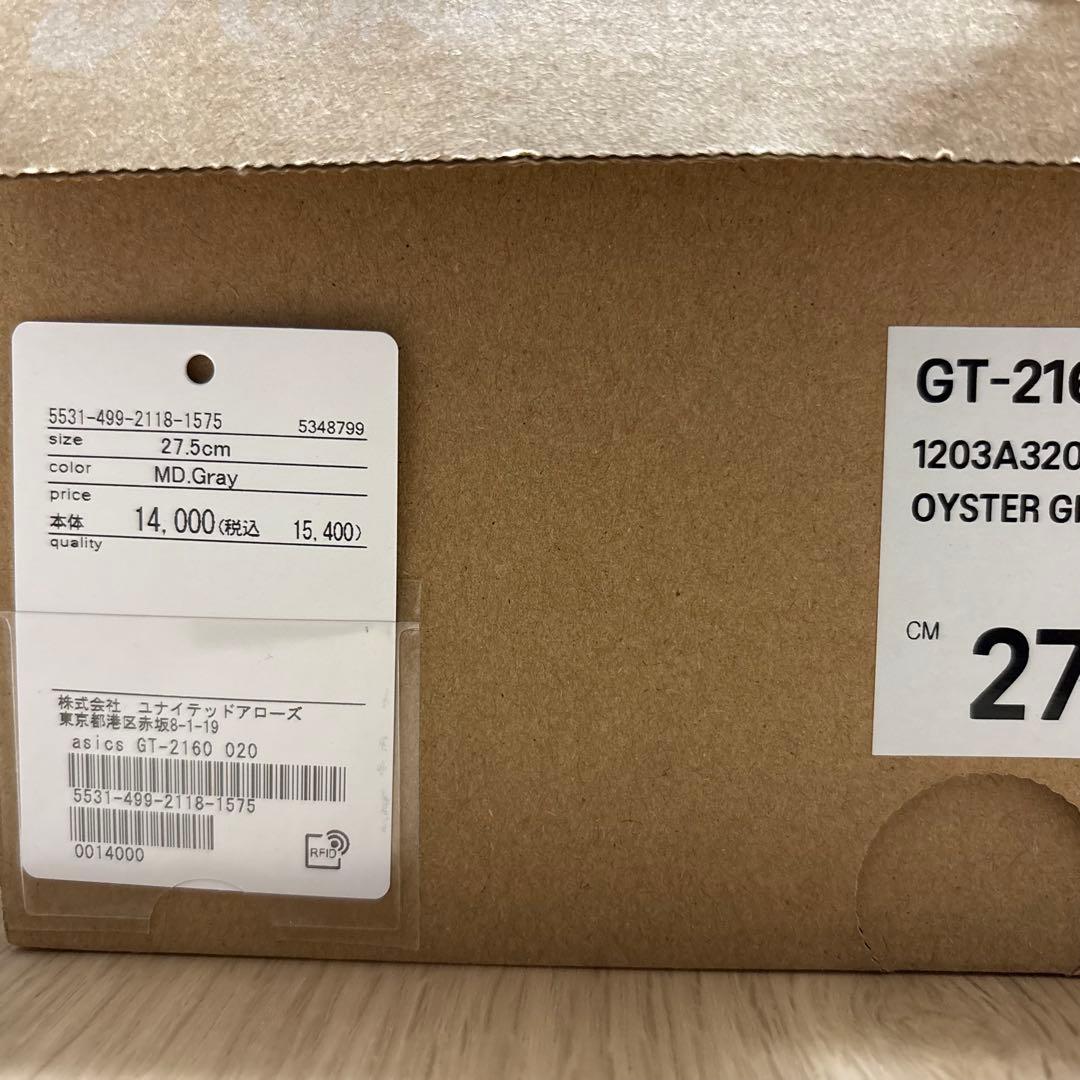 5531-499-2118-1575 5348799
size 27.5cm
color MD.Gray
price
本体 14,000(税込 15,400)
quality
株式会社 ユナイテッドアローズ
東京都港区赤坂8-1-19
asics GT-2160 020
5531-499-2118-1575
0014000
RFID
GT-216
1203A320
OYSTER G
CM 27